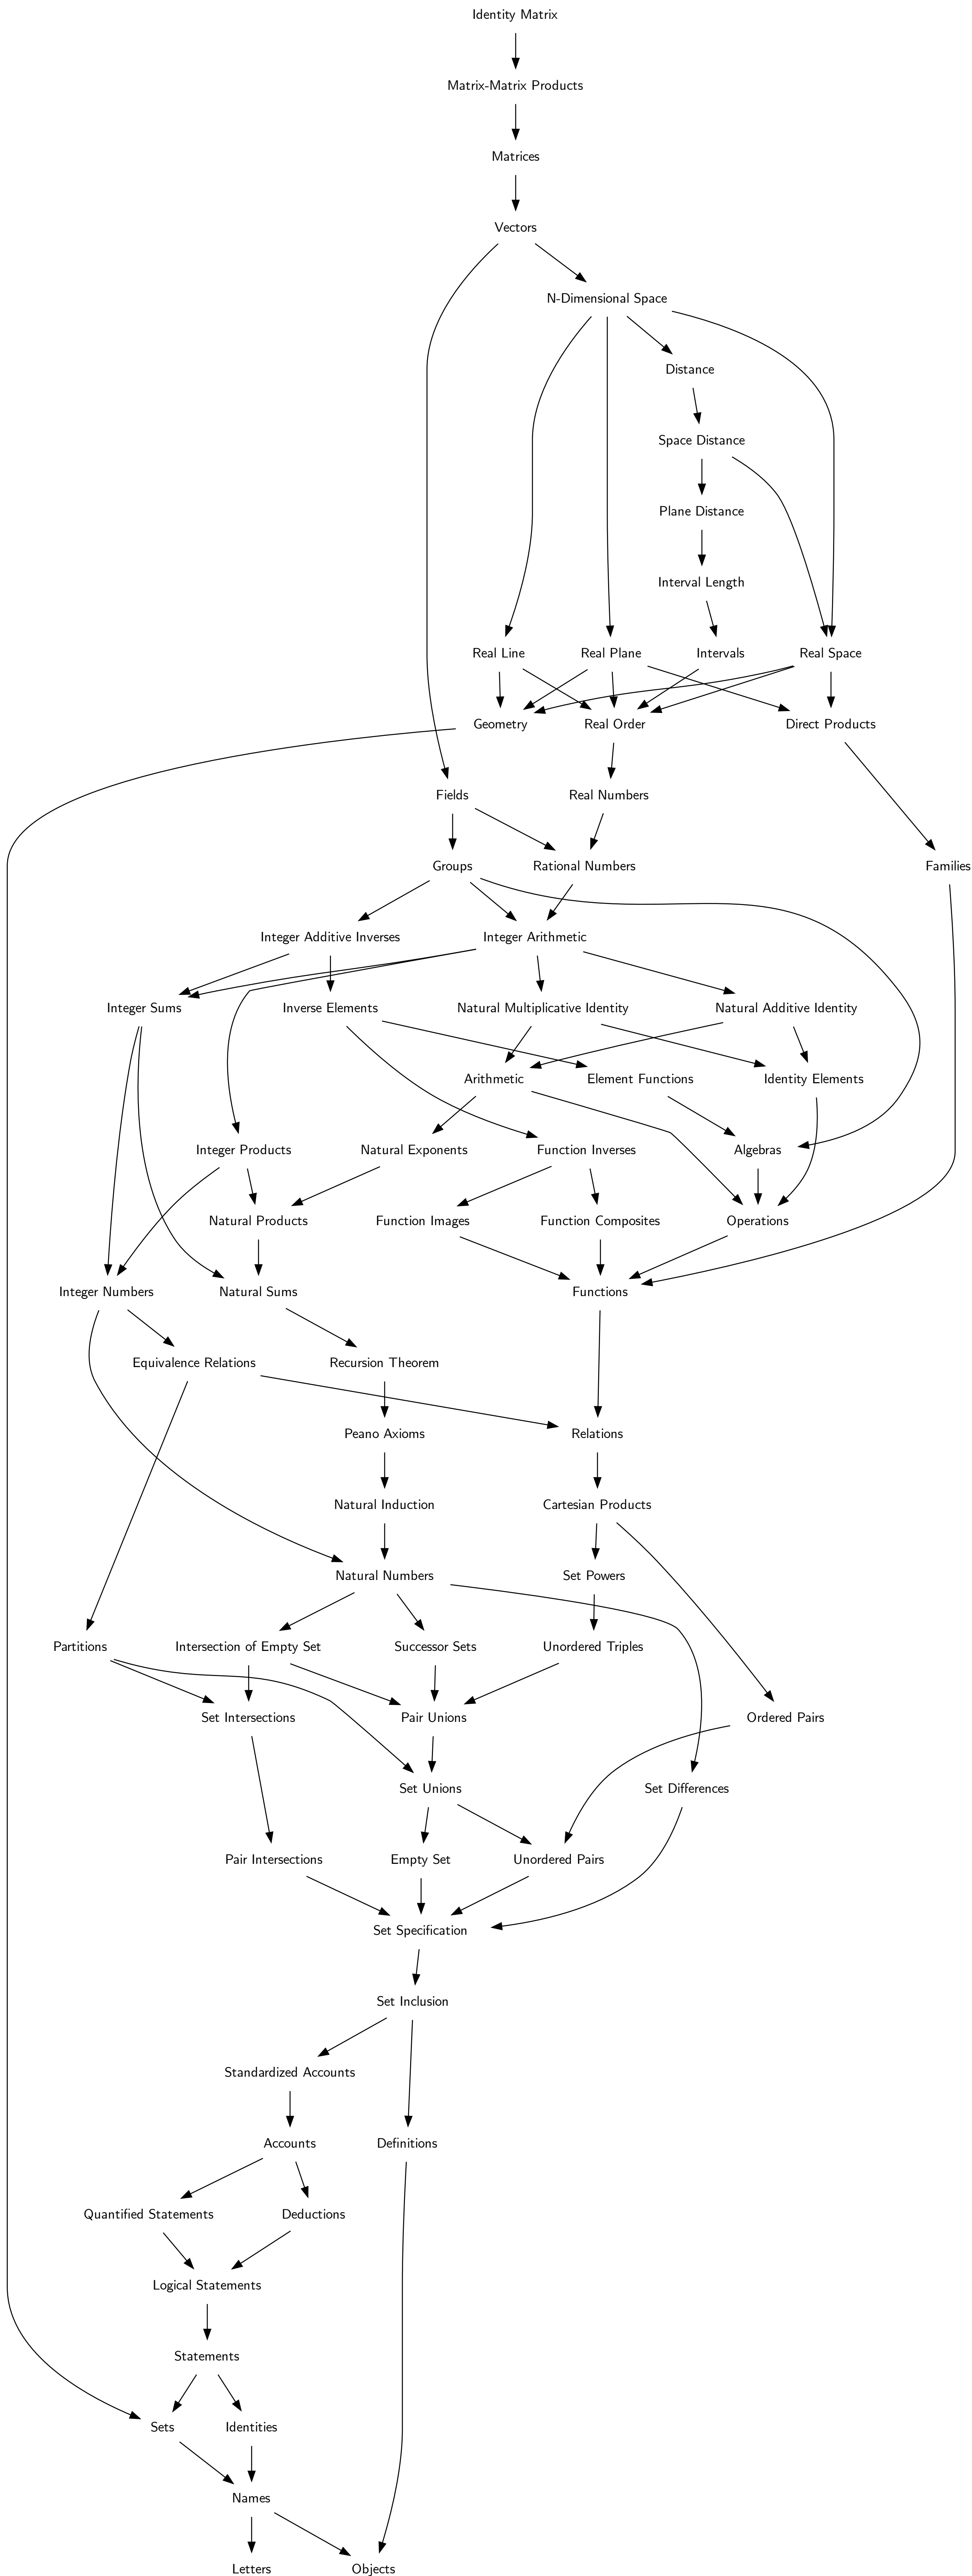 Identity Matrix
Matrix-Matrix Products
Matrices
Vectors
N-Dimensional Space
Distance
Space Distance
Plane Distance
Interval Length
Real Line
Real Plane
Intervals
Real Space
Geometry
Real Order
Direct Products
Fields
Real Numbers
Groups
Rational Numbers
Families
Integer Additive Inverses
Integer Arithmetic
Integer Sums
Inverse Elements
Natural Multiplicative Identity
Natural Additive Identity
Arithmetic
Element Functions
Identity Elements
Integer Products
Natural Exponents
Function Inverses
Algebras
Natural Products
Function Images
Function Composites
Operations
Integer Numbers
Natural Sums
Functions
Equivalence Relations
Recursion Theorem
Peano Axioms
Relations
Natural Induction
Cartesian Products
Natural Numbers
Set Powers
Partitions
Intersection of Empty Set
Successor Sets
Unordered Triples
Set Intersections
Pair Unions
Ordered Pairs
Set Unions
Set Differences
Pair Intersections
Empty Set
Unordered Pairs
Set Specification
Set Inclusion
Standardized Accounts
Accounts
Definitions
Quantified Statements
Deductions
Logical Statements
Statements
Sets
Identities
Names
Letters
Objects